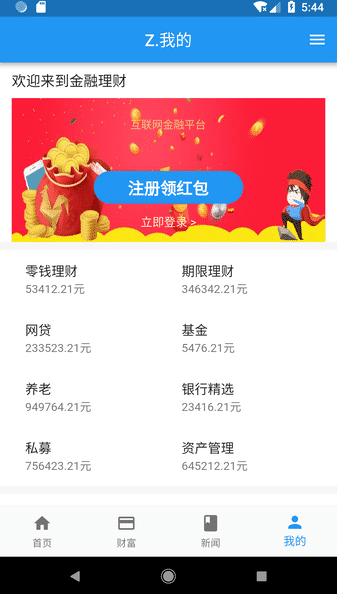 5:44
Z.我的
欢迎来到金融理财
互联网金融平台
注册领红包
立即登录 >
零钱理财
期限理财
53412.21元
346342.21元
网贷
基金
233523.21元
5476.21元
养老
银行精选
949764.21元
23416.21元
私募
资产管理
756423.21元
645212.21元
首页
财富
新闻
我的